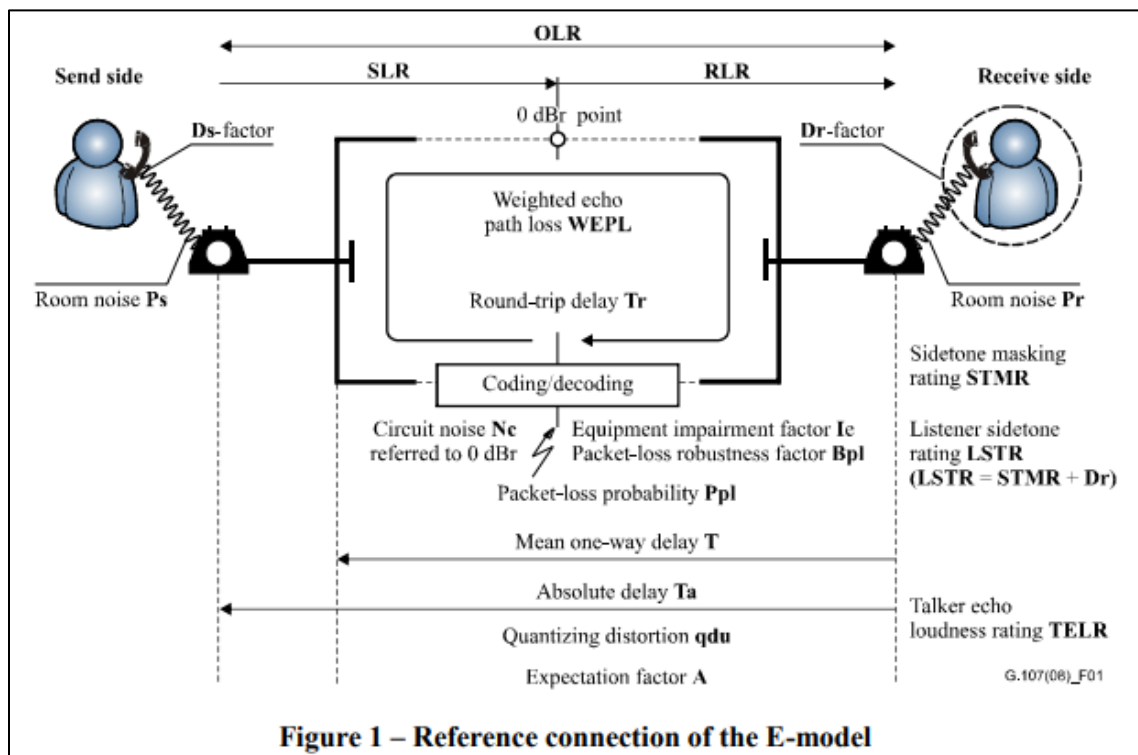 OLR
SLR
RLR
Send side
Receive side
0 dBr point
Ds-factor
Dr-factor
Weighted echo
path loss WEPL
Room noise Ps
Round-trip delay Tr
Room noise Pr
Coding/decoding
Sidetone masking
rating STMR
Circuit noise Nc
referred to 0 dBr
Equipment impairment factor Ie
Packet-loss robustness factor Bpl
Packet-loss probability Ppl
Listener sidetone
rating LSTR
(LSTR = STMR + Dr)
Mean one-way delay T
Absolute delay Ta
Quantizing distortion qdu
Expectation factor A
Talker echo
loudness rating TELR
G.107(08)_F01
Figure 1 – Reference connection of the E-model